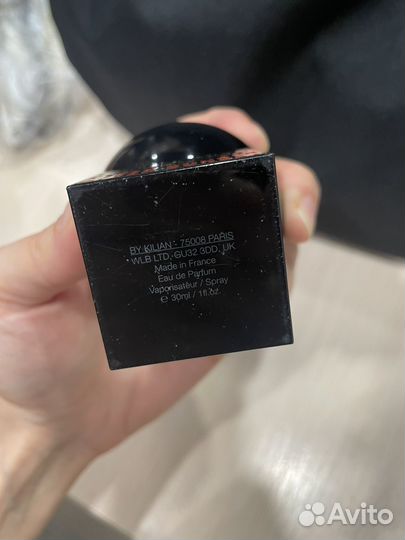 BY KILIAN - 75008 PARIS
WLB LTD, GU32 3DD, UK
Made in France
Eau de Parfum
Vaporisateur / Spray
℮ 30ml / 1fl.oz.
Avito